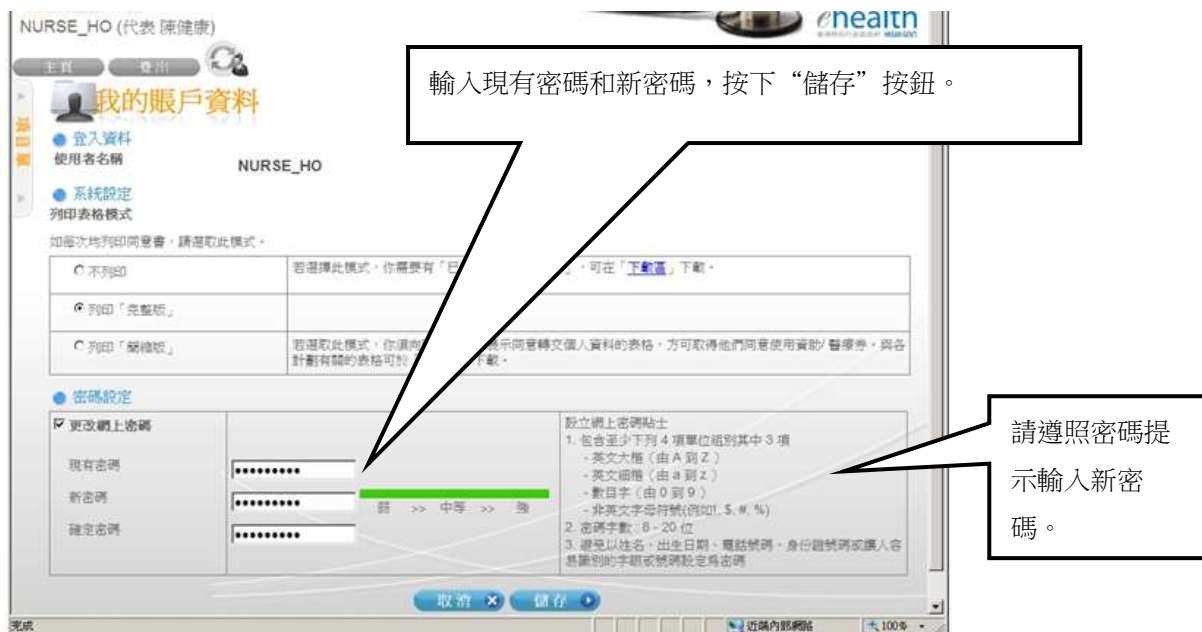 NURSE_HO (代表 陳健康)
ehealth
主頁 登出
輸入現有密碼和新密碼，按下“儲存”按鈕。
我的賬戶資料
登入資料
使用者名稱
NURSE_HO
系統設定
列印表格模式
如每次均列印同意書，請選取此模式。
不列印
若選擇此模式，你需要有「已
，可在「下載區」下載。
列印「完整版」
列印「簡縮版」
若選取此模式，你須向
表示同意轉交個人資料的表格，方可取得他們同意使用資助/ 醫療券。與各
計劃有關的表格可於
下載。
密碼設定
更改網上密碼
現有密碼
新密碼
確定密碼
弱 >> 中等 >> 強
設立網上密碼貼士
1. 包含至少下列 4 項單位組別其中 3 項
- 英文大楷（由 A 到 Z ）
- 英文細楷（由 a 到 z ）
- 數目字（由 0 到 9 ）
- 非英文字母符號(例如!, $, #, %)
2. 密碼字數 : 8 - 20 位
3. 避免以姓名、出生日期、電話號碼、身份證號碼或讓人容
易識別的字眼或號碼設定為密碼
請遵照密碼提
示輸入新密
碼。
取消 儲存
完成
近端內部網路
100%